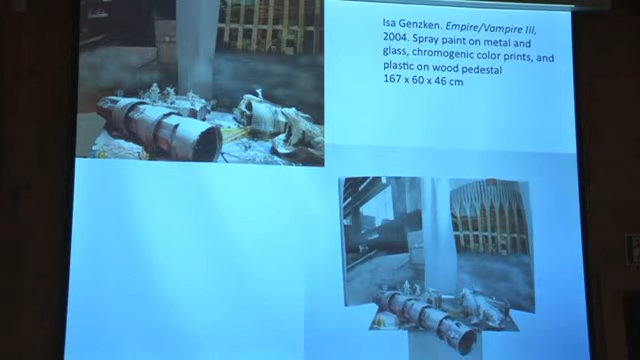 Isa Genzken. Empire/Vampire III,
2004. Spray paint on metal and
glass, chromogenic color prints, and
plastic on wood pedestal
167 x 60 x 46 cm